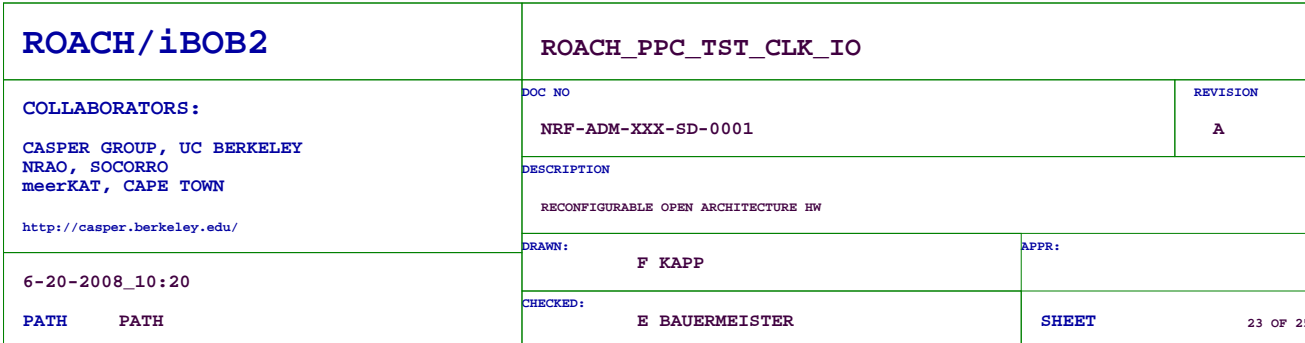 ROACH/iBOB2
ROACH_PPC_TST_CLK_IO
COLLABORATORS:
CASPER GROUP, UC BERKELEY
NRAO, SOCORRO
meerKAT, CAPE TOWN
http://casper.berkeley.edu/
6-20-2008_10:20
PATH PATH
DOC NO
NRF-ADM-XXX-SD-0001
REVISION
A
DESCRIPTION
RECONFIGURABLE OPEN ARCHITECTURE HW
DRAWN:
F KAPP
APPR:
CHECKED:
E BAUERMEISTER
SHEET
23 OF